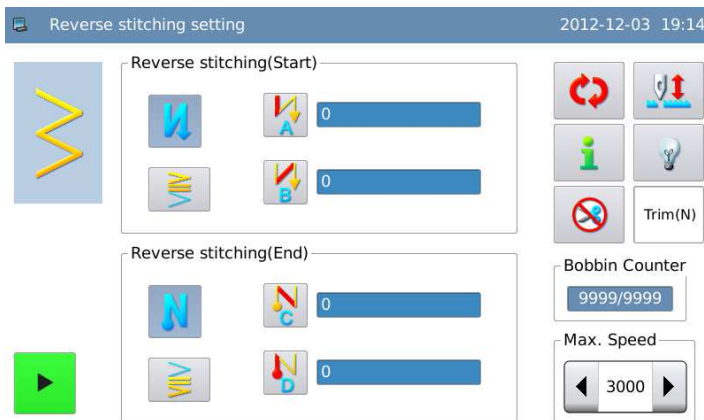 Reverse stitching setting 2012-12-03 19:14
Reverse stitching(Start)
A 0
B 0
Trim(N)
Reverse stitching(End)
C 0
D 0
Bobbin Counter
9999/9999
Max. Speed
3000